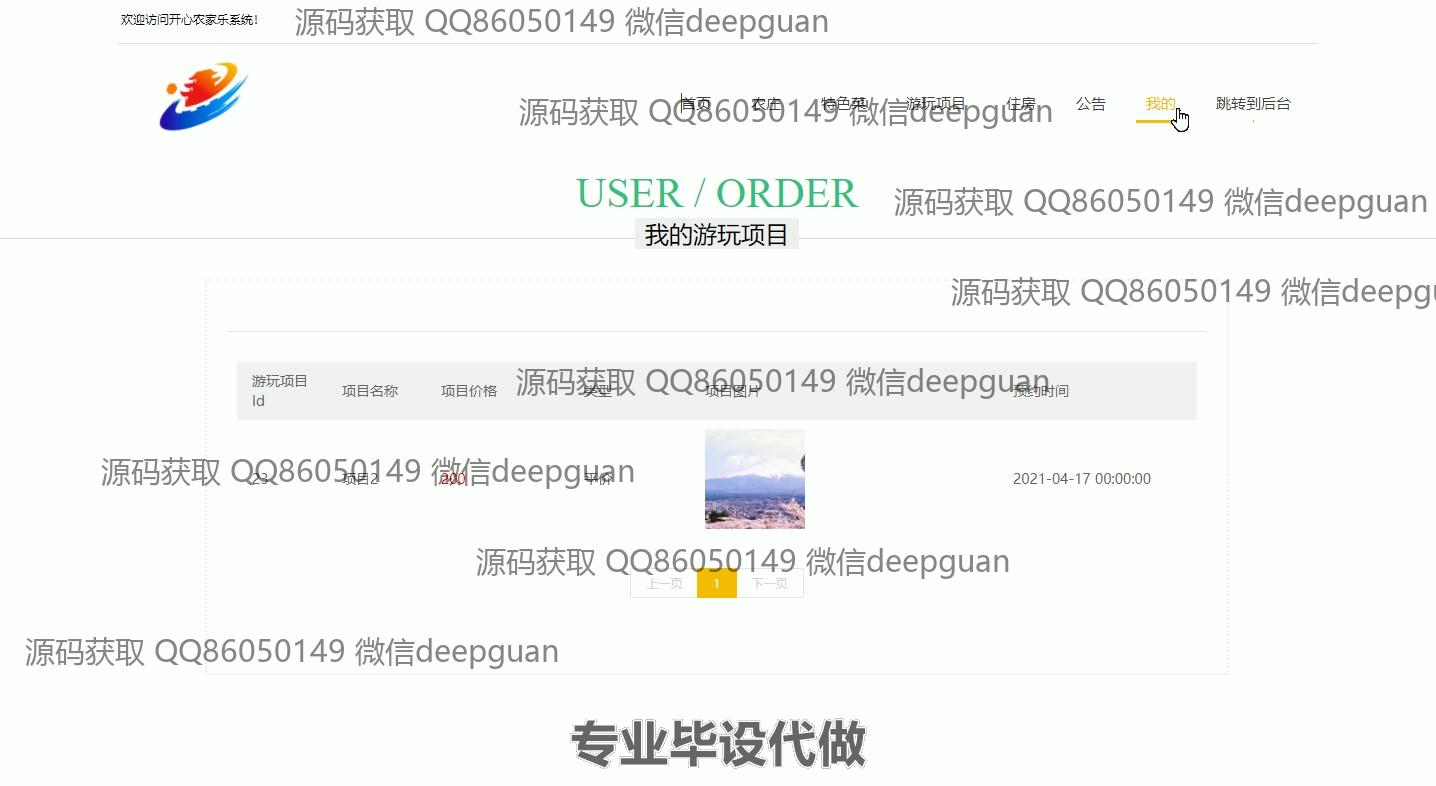 欢迎访问开心农家乐系统！
源码获取 QQ86050149 微信deepguan
首页 农庄 特色菜 游玩项目 住房 公告 我的 跳转到后台
源码获取 QQ86050149 微信deepguan
USER / ORDER
源码获取 QQ86050149 微信deepguan
我的游玩项目
源码获取 QQ86050149 微信deepgu
游玩项目
Id
项目名称 项目价格 类型 项目图片 预约时间
源码获取 QQ86050149 微信deepguan
源码获取 QQ86050149 微信deepguan
23 项目2 平价 2021-04-17 00:00:00
源码获取 QQ86050149 微信deepguan
上一页 1 下一页
源码获取 QQ86050149 微信deepguan
专业毕设代做